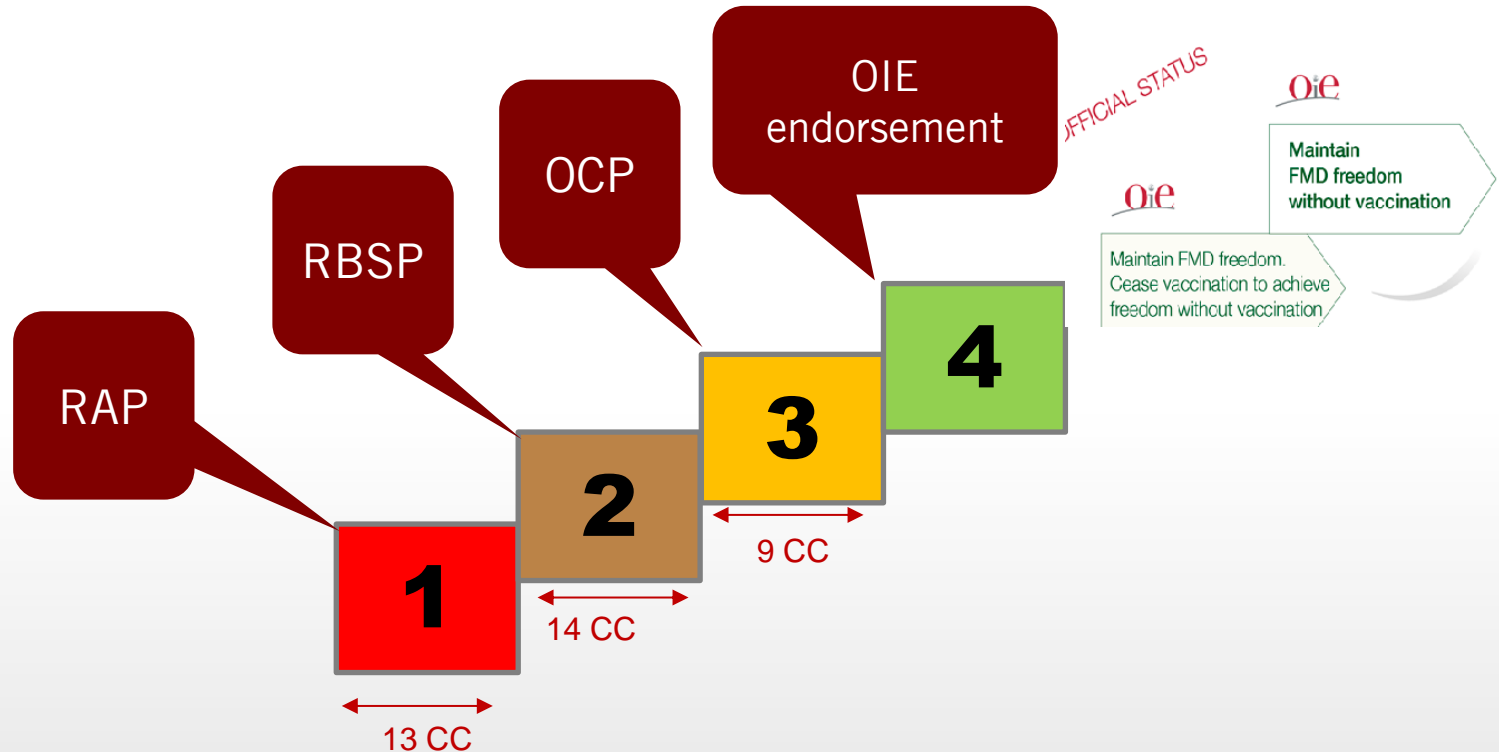 OIE
endorsement
OFFICIAL STATUS
OiE
Maintain
FMD freedom
without vaccination
OCP
RBSP
OiE
Maintain FMD freedom.
Cease vaccination to achieve
freedom without vaccination
RAP
4
3
2
1
9 CC
14 CC
13 CC